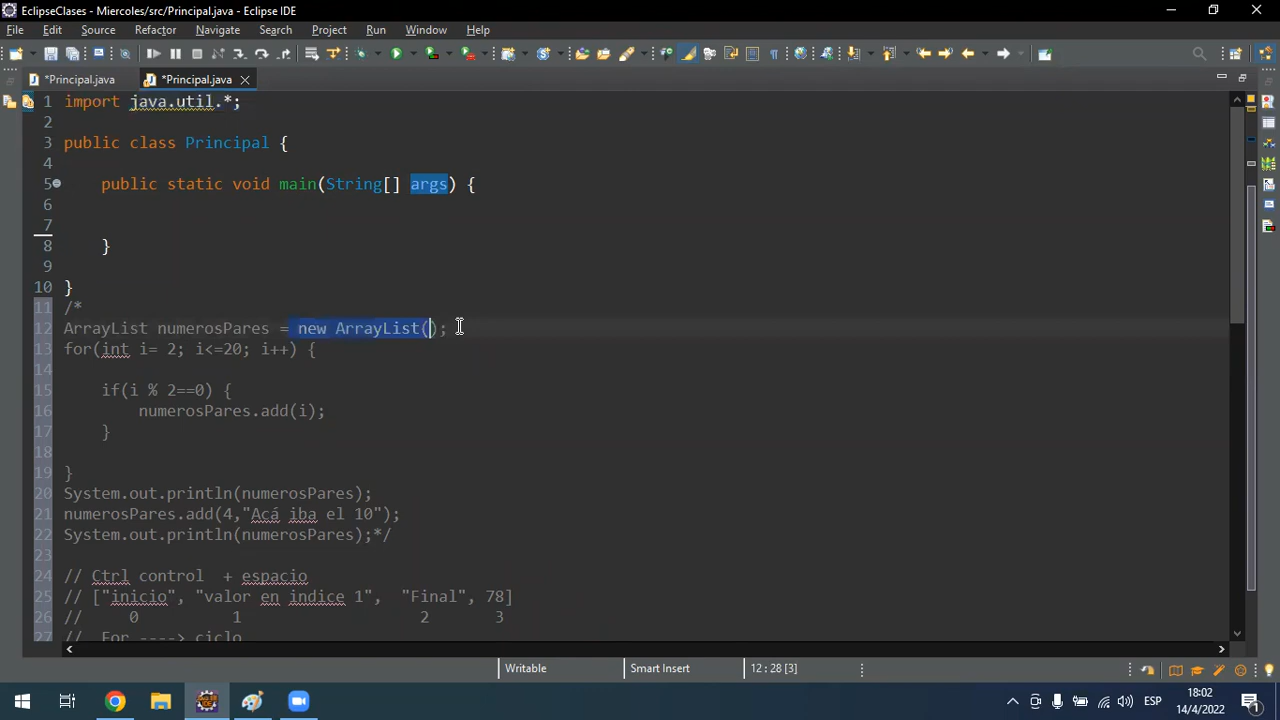 EclipseClases - Miercoles/src/Principal.java - Eclipse IDE
File Edit Source Refactor Navigate Search Project Run Window Help
*Principal.java *Principal.java
1 import java.util.*;
2
3 public class Principal {
4
5 public static void main(String[] args) {
6
7
8 }
9
10 }
11 /*
12 ArrayList numerosPares = new ArrayList();
13 for(int i= 2; i<=20; i++) {
15 if(i % 2==0) {
16 numerosPares.add(i);
17 }
18
19 }
20 System.out.println(numerosPares);
21 numerosPares.add(4,"Acá iba el 10");
22 System.out.println(numerosPares);*/
23
24 // Ctrl control + espacio
25 // ["inicio", "valor en indice 1", "Final", 78]
26 // 0 1 2 3
27 // For ----> ciclo
Writable Smart Insert 12 : 28 [3]
ESP 18:02
14/4/2022